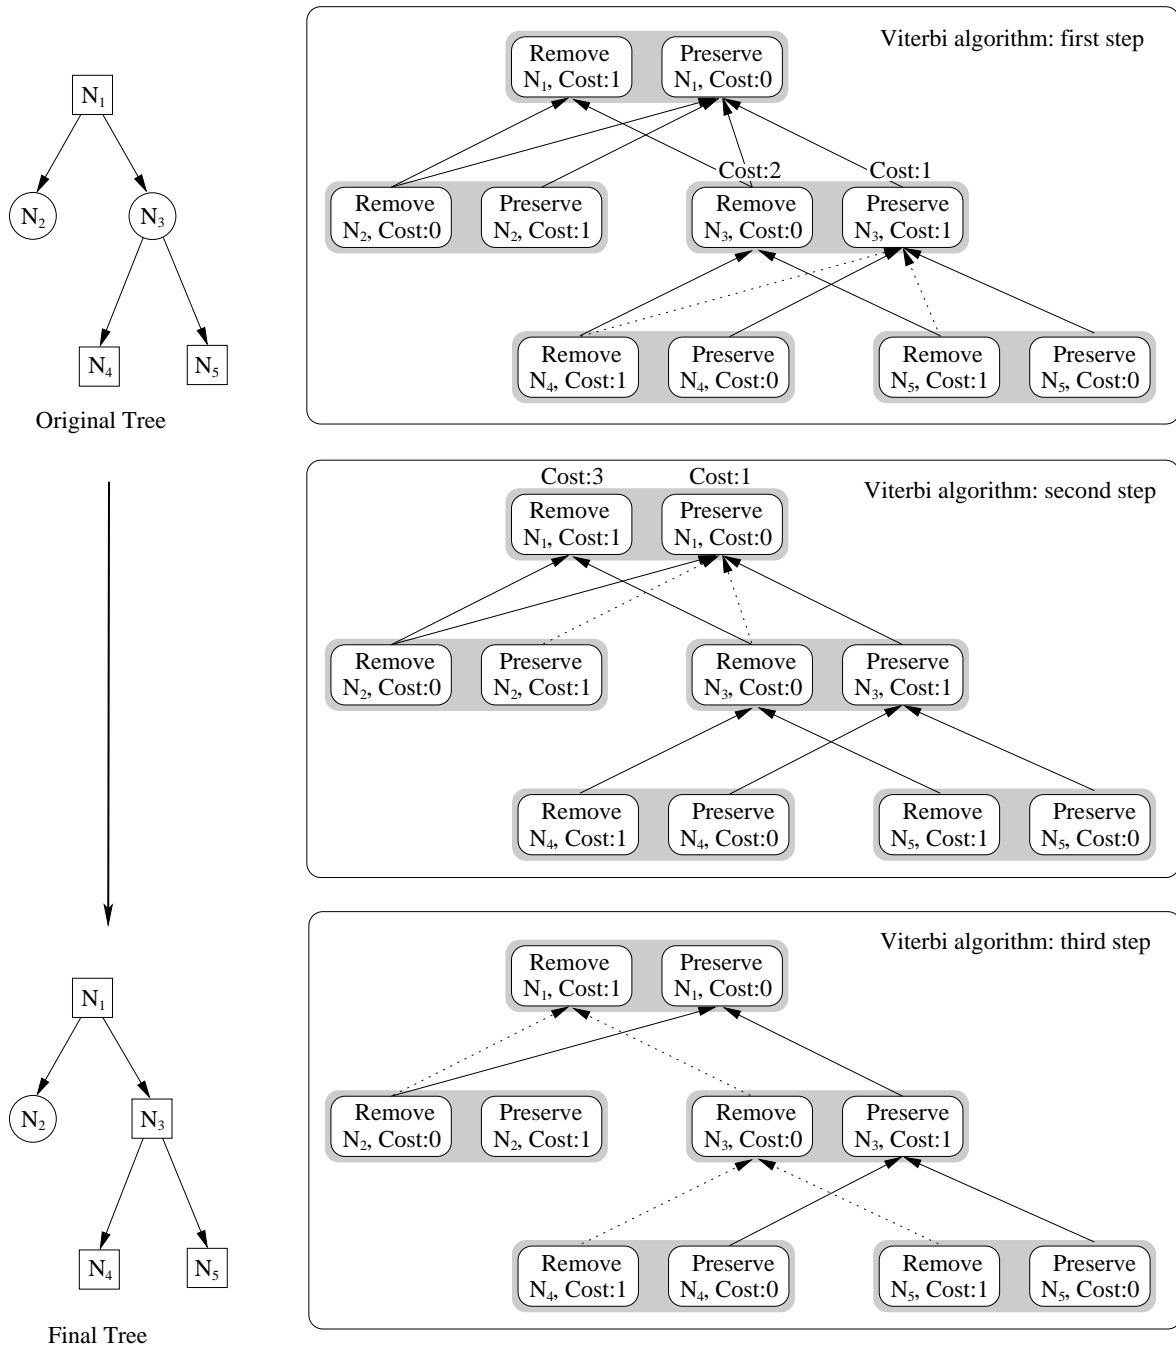 N1
N2
N3
N4
N5
Original Tree
Viterbi algorithm: first step
Remove
N1, Cost:1
Preserve
N1, Cost:0
Cost:2
Cost:1
Remove
N2, Cost:0
Preserve
N2, Cost:1
Remove
N3, Cost:0
Preserve
N3, Cost:1
Remove
N4, Cost:1
Preserve
N4, Cost:0
Remove
N5, Cost:1
Preserve
N5, Cost:0
Viterbi algorithm: second step
Cost:3
Cost:1
Remove
N1, Cost:1
Preserve
N1, Cost:0
Remove
N2, Cost:0
Preserve
N2, Cost:1
Remove
N3, Cost:0
Preserve
N3, Cost:1
Remove
N4, Cost:1
Preserve
N4, Cost:0
Remove
N5, Cost:1
Preserve
N5, Cost:0
N1
N2
N3
N4
N5
Final Tree
Viterbi algorithm: third step
Remove
N1, Cost:1
Preserve
N1, Cost:0
Remove
N2, Cost:0
Preserve
N2, Cost:1
Remove
N3, Cost:0
Preserve
N3, Cost:1
Remove
N4, Cost:1
Preserve
N4, Cost:0
Remove
N5, Cost:1
Preserve
N5, Cost:0